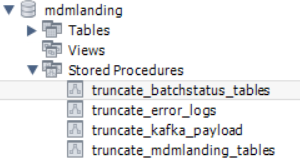 mdmlanding
Tables
Views
Stored Procedures
truncate_batchstatus_tables
truncate_error_logs
truncate_kafka_payload
truncate_mdmlanding_tables